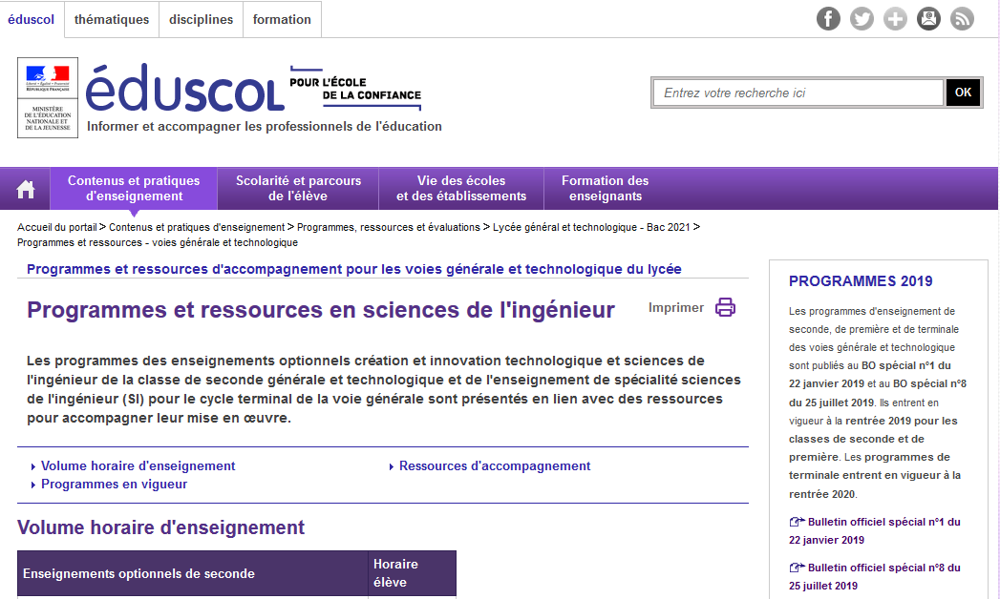 éduscol thématiques disciplines formation
Liberté • Égalité • Fraternité
RÉPUBLIQUE FRANÇAISE
MINISTÈRE
DE L'ÉDUCATION
NATIONALE ET
DE LA JEUNESSE
éduscol
POUR L'ÉCOLE
DE LA CONFIANCE
Informer et accompagner les professionnels de l'éducation
Entrez votre recherche ici OK
Contenus et pratiques
d'enseignement
Scolarité et parcours
de l'élève
Vie des écoles
et des établissements
Formation des
enseignants
Accueil du portail > Contenus et pratiques d'enseignement > Programmes, ressources et évaluations > Lycée général et technologique - Bac 2021 >
Programmes et ressources - voies générale et technologique
Programmes et ressources d'accompagnement pour les voies générale et technologique du lycée
Programmes et ressources en sciences de l'ingénieur
Imprimer
Les programmes des enseignements optionnels création et innovation technologique et sciences de
l'ingénieur de la classe de seconde générale et technologique et de l'enseignement de spécialité sciences
de l'ingénieur (SI) pour le cycle terminal de la voie générale sont présentés en lien avec des ressources
pour accompagner leur mise en œuvre.
Volume horaire d'enseignement
Programmes en vigueur
Ressources d'accompagnement
Volume horaire d'enseignement
Enseignements optionnels de seconde
Horaire
élève
PROGRAMMES 2019
Les programmes d'enseignement de
seconde, de première et de terminale
des voies générale et technologique
sont publiés au BO spécial n°1 du
22 janvier 2019 et au BO spécial n°8
du 25 juillet 2019. Ils entrent en
vigueur à la rentrée 2019 pour les
classes de seconde et de
première. Les programmes de
terminale entrent en vigueur à la
rentrée 2020.
Bulletin officiel spécial n°1 du
22 janvier 2019
Bulletin officiel spécial n°8 du
25 juillet 2019